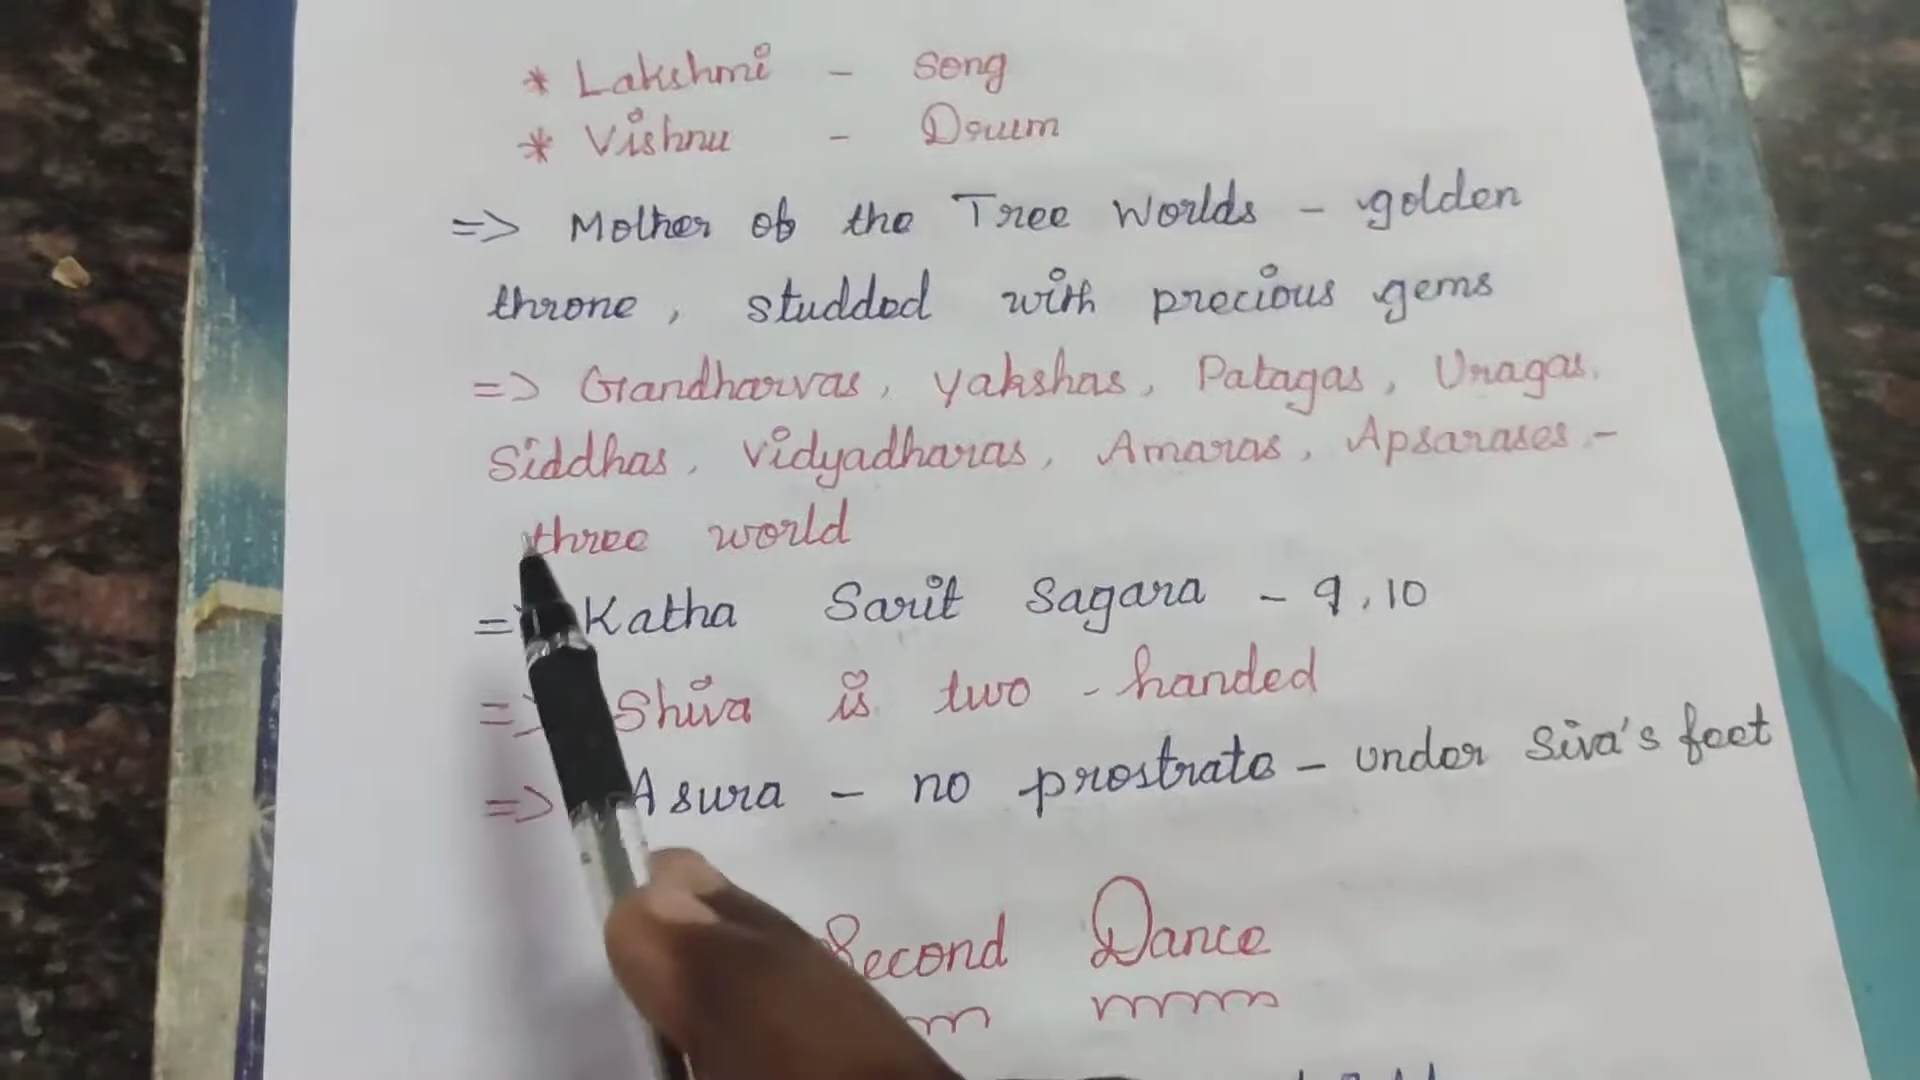 * Lakshmi - Song
* Vishnu - Drum
=> Mother of the Tree Worlds - golden
throne, studded with precious gems
=> Gandharvas, Yakshas, Patagas, Uragas,
Siddhas, Vidyadharas, Amaras, Apsarases -
three world
=> Katha Sarit Sagara - 9, 10
=> Shiva is two - handed
=> Asura - no prostrate - under Siva's feet
Second Dance